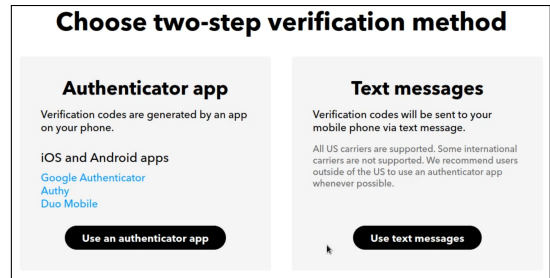 Choose two-step verification method
Authenticator app
Verification codes are generated by an app
on your phone.
iOS and Android apps
Google Authenticator
Authy
Duo Mobile
Use an authenticator app
Text messages
Verification codes will be sent to your
mobile phone via text message.
All US carriers are supported. Some international
carriers are not supported. We recommend users
outside of the US to use an authenticator app
whenever possible.
Use text messages